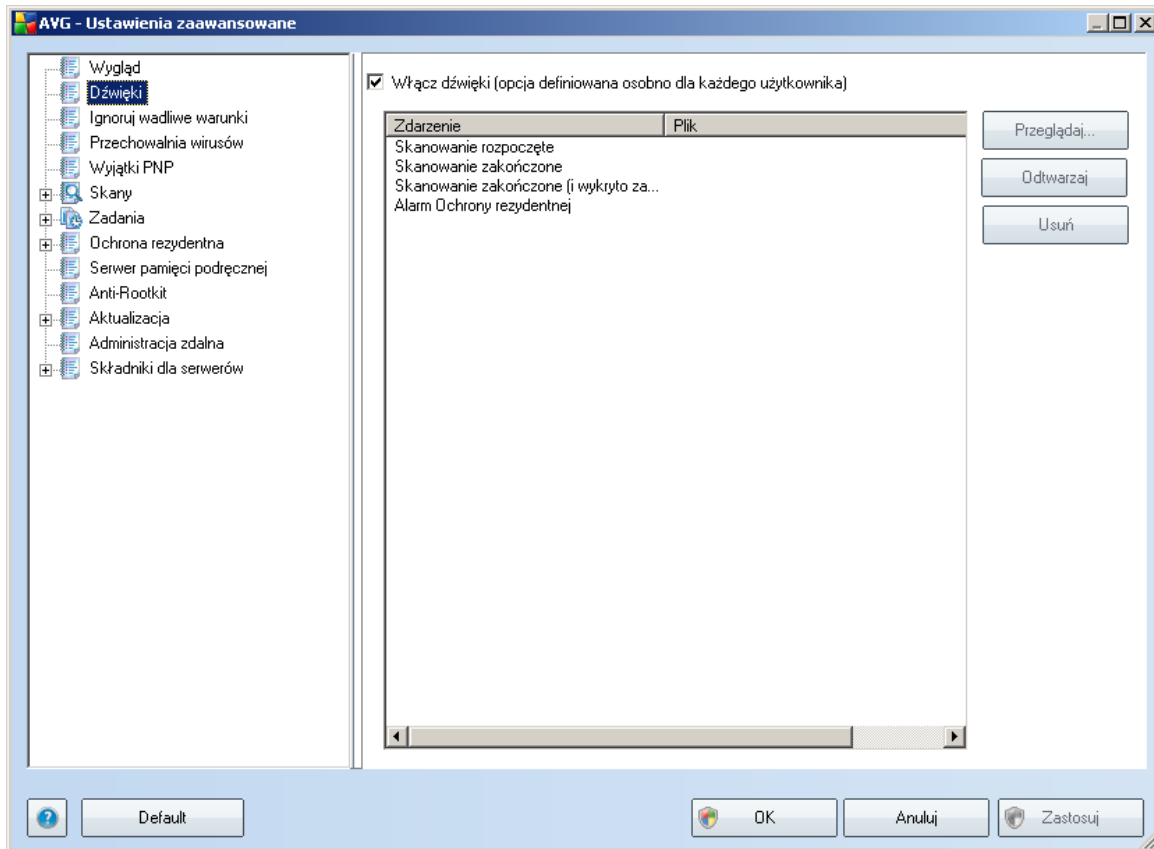 AVG - Ustawienia zaawansowane
Wygląd
Dźwięki
Ignoruj wadliwe warunki
Przechowalnia wirusów
Wyjątki PNP
Skany
Zadania
Ochrona rezydentna
Serwer pamięci podręcznej
Anti-Rootkit
Aktualizacja
Administracja zdalna
Składniki dla serwerów
Włącz dźwięki (opcja definiowana osobno dla każdego użytkownika)
Zdarzenie Plik
Skanowanie rozpoczęte
Skanowanie zakończone
Skanowanie zakończone (i wykryto za...
Alarm Ochrony rezydentnej
Przeglądaj...
Odtwarzaj
Usuń
Default OK Anuluj Zastosuj